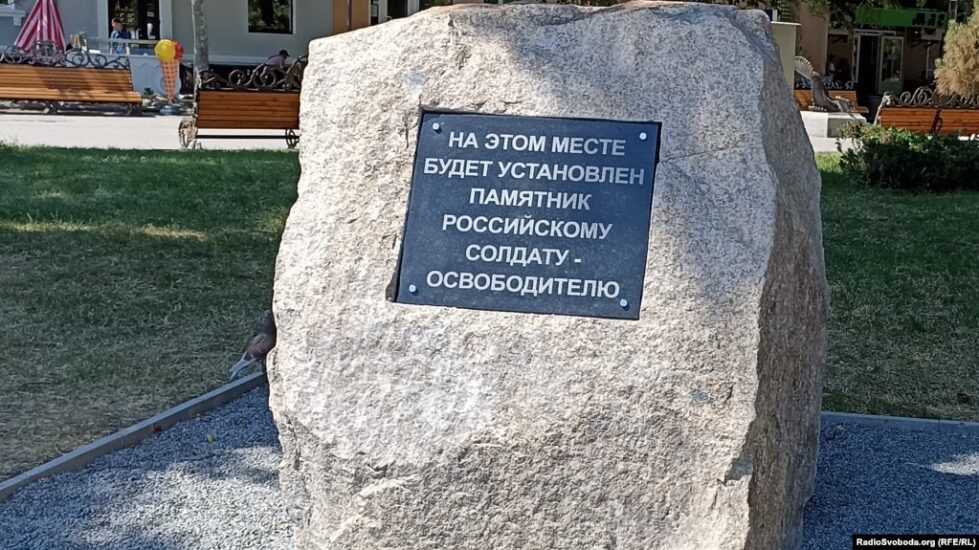 НА ЭТОМ МЕСТЕ
БУДЕТ УСТАНОВЛЕН
ПАМЯТНИК
РОССИЙСКОМУ
СОЛДАТУ -
ОСВОБОДИТЕЛЮ
RadioSvoboda.org (RFE/RL)